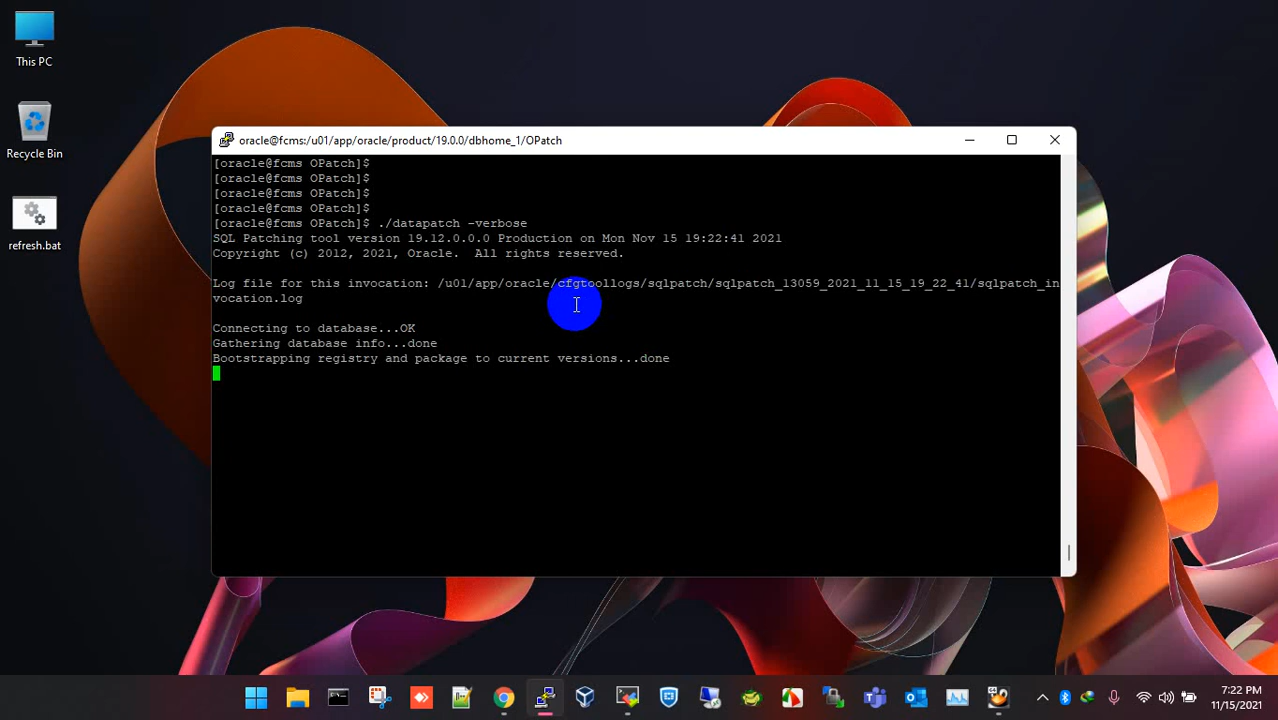 This PC
Recycle Bin
refresh.bat
oracle@fcms:/u01/app/oracle/product/19.0.0/dbhome_1/OPatch
[oracle@fcms OPatch]$
[oracle@fcms OPatch]$
[oracle@fcms OPatch]$
[oracle@fcms OPatch]$
[oracle@fcms OPatch]$ ./datapatch -verbose
SQL Patching tool version 19.12.0.0.0 Production on Mon Nov 15 19:22:41 2021
Copyright (c) 2012, 2021, Oracle.  All rights reserved.
Log file for this invocation: /u01/app/oracle/cfgtoollogs/sqlpatch/sqlpatch_13059_2021_11_15_19_22_41/sqlpatch_in
vocation.log
Connecting to database...OK
Gathering database info...done
Bootstrapping registry and package to current versions...done
7:22 PM
11/15/2021